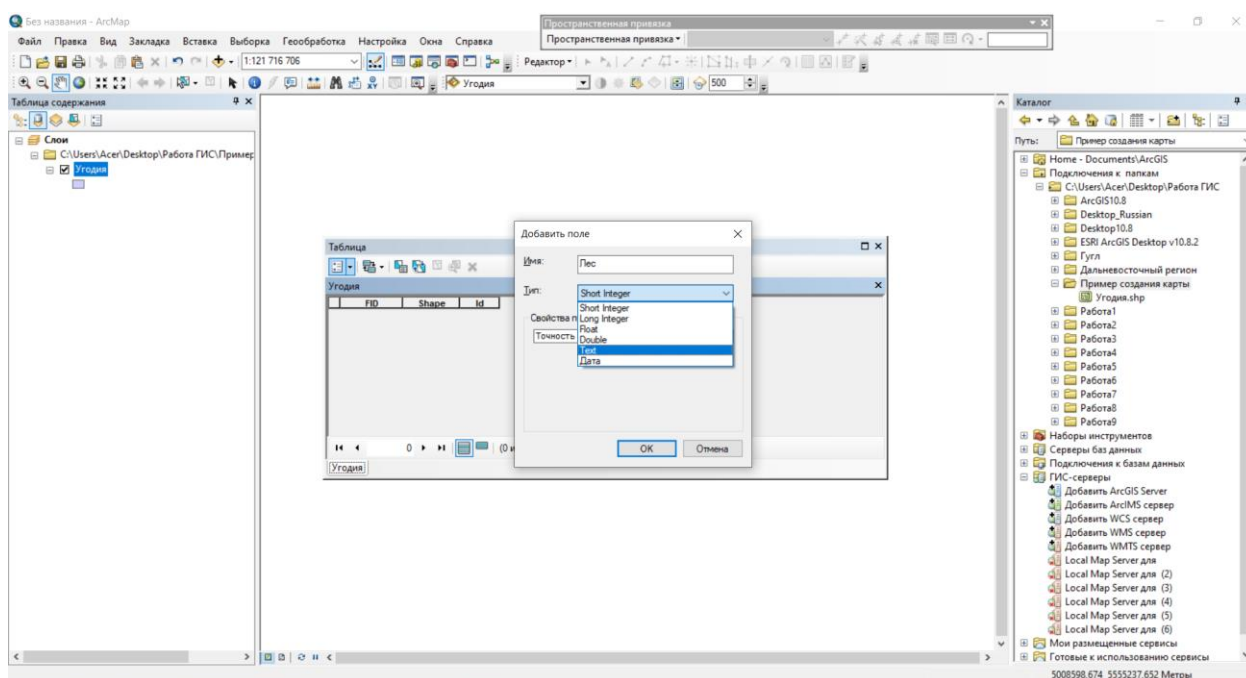 Без названия - ArcMap
Пространственная привязка
Файл Правка Вид Закладка Вставка Выборка Геообработка Настройка Окна Справка
Пространственная привязка
1:121 716 706
Редактор
Угодия
500
Таблица содержания
Слои
C:\Users\Acer\Desktop\Работа ГИС\Пример
Угодия
Таблица
Угодия
FID Shape Id
0
(0 и
Угодия
Добавить поле
Имя:
Лес
Тип:
Short Integer
Short Integer
Long Integer
Float
Double
Text
Дата
Свойства п
Точность
OK Отмена
Каталог
Путь: Пример создания карты
Home - Documents\ArcGIS
Подключения к папкам
C:\Users\Acer\Desktop\Работа ГИС
ArcGIS10.8
Desktop_Russian
Desktop10.8
ESRI ArcGIS Desktop v10.8.2
Гугл
Дальневосточный регион
Пример создания карты
Угодия.shp
Работа1
Работа2
Работа3
Работа4
Работа5
Работа6
Работа7
Работа8
Работа9
Наборы инструментов
Серверы баз данных
Подключения к базам данных
ГИС-серверы
Добавить ArcGIS Server
Добавить ArcIMS сервер
Добавить WCS сервер
Добавить WMS сервер
Добавить WMTS сервер
Local Map Server для
Local Map Server для (2)
Local Map Server для (3)
Local Map Server для (4)
Local Map Server для (5)
Local Map Server для (6)
Мои размещенные сервисы
Готовые к использованию сервисы
5008598,674 5555237,652 Метры